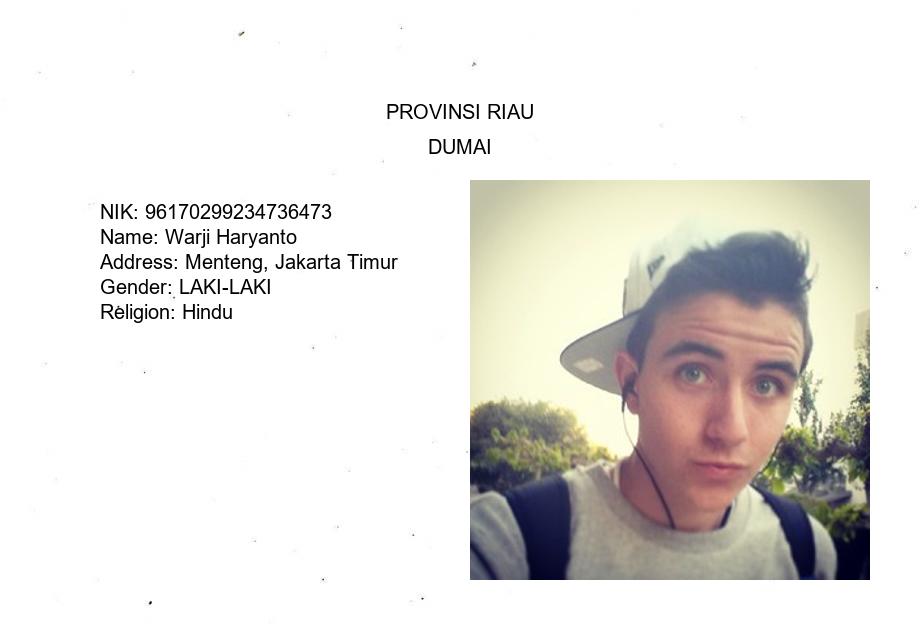 PROVINSI RIAU
DUMAI
NIK: 96170299234736473
Name: Warji Haryanto
Address: Menteng, Jakarta Timur
Gender: LAKI-LAKI
Religion: Hindu